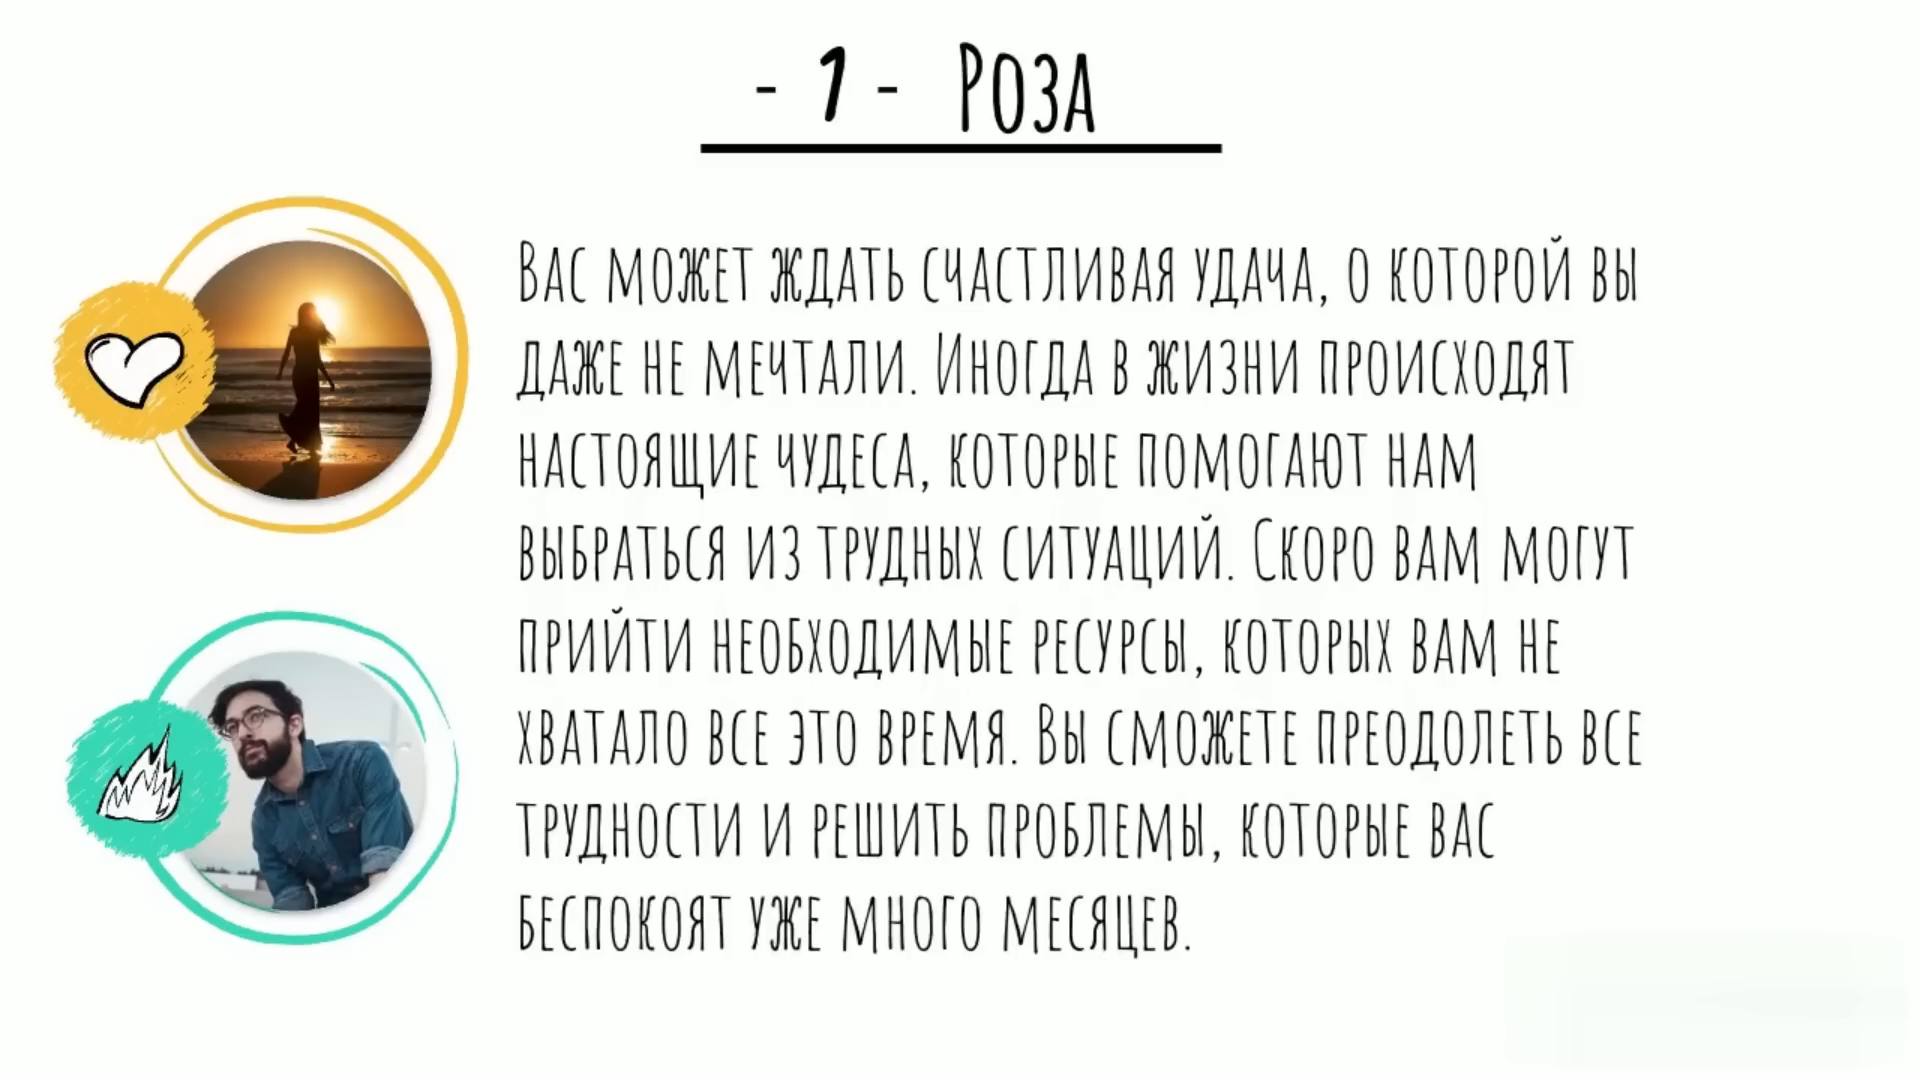 - 1 - Роза
Вас может ждать счастливая удача, о которой вы
даже не мечтали. Иногда в жизни происходят
настоящие чудеса, которые помогают нам
выбраться из трудных ситуаций. Скоро вам могут
прийти необходимые ресурсы, которых вам не
хватало все это время. Вы сможете преодолеть все
трудности и решить проблемы, которые вас
беспокоят уже много месяцев.